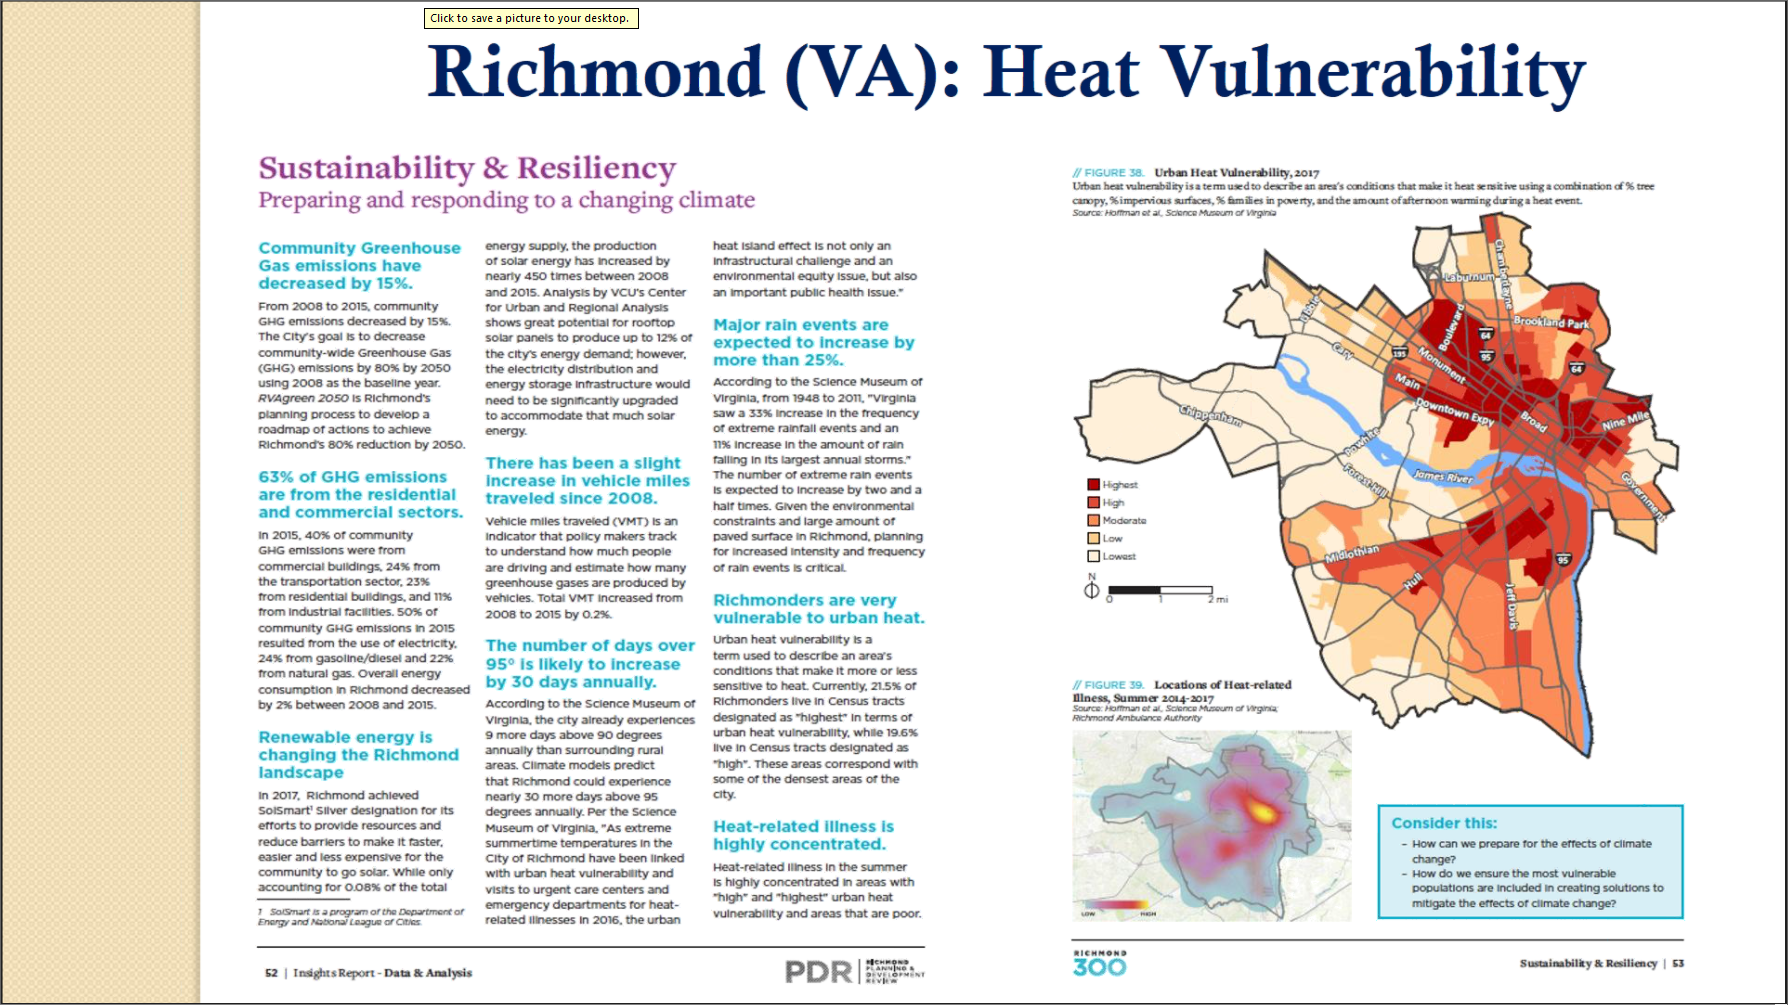 Click to save a picture to your desktop.
Richmond (VA): Heat Vulnerability
Sustainability & Resiliency
Preparing and responding to a changing climate
Community Greenhouse
Gas emissions have
decreased by 15%.
From 2008 to 2015, community
GHG emissions decreased by 15%.
The City's goal is to decrease
community-wide Greenhouse Gas
(GHG) emissions by 80% by 2050
using 2008 as the baseline year.
RVAgreen 2050 is Richmond's
planning process to develop a
roadmap of actions to achieve
Richmond's 80% reduction by 2050.
63% of GHG emissions
are from the residential
and commercial sectors.
In 2015, 40% of community
GHG emissions were from
commercial buildings, 24% from
the transportation sector, 23%
from residential buildings, and 11%
from industrial facilities. 50% of
community GHG emissions in 2015
resulted from the use of electricity,
24% from gasoline/diesel and 22%
from natural gas. Overall energy
consumption in Richmond decreased
by 2% between 2008 and 2015.
Renewable energy is
changing the Richmond
landscape
In 2017, Richmond achieved
SolSmart¹ Silver designation for its
efforts to provide resources and
reduce barriers to make it faster,
easier and less expensive for the
community to go solar. While only
accounting for 0.08% of the total
1 SolSmart is a program of the Department of
Energy and National League of Cities.
energy supply, the production
of solar energy has increased by
nearly 450 times between 2008
and 2015. Analysis by VCU's Center
for Urban and Regional Analysis
shows great potential for rooftop
solar panels to produce up to 12% of
the city's energy demand; however,
the electricity distribution and
energy storage infrastructure would
need to be significantly upgraded
to accommodate that much solar
energy.
There has been a slight
increase in vehicle miles
traveled since 2008.
Vehicle miles traveled (VMT) is an
indicator that policy makers track
to understand how much people
are driving and estimate how many
greenhouse gases are produced by
vehicles. Total VMT increased from
2008 to 2015 by 0.2%.
The number of days over
95° is likely to increase
by 30 days annually.
According to the Science Museum of
Virginia, the city already experiences
9 more days above 90 degrees
annually than surrounding rural
areas. Climate models predict
that Richmond could experience
nearly 30 more days above 95
degrees annually. Per the Science
Museum of Virginia, "As extreme
summertime temperatures in the
City of Richmond have been linked
with urban heat vulnerability and
visits to urgent care centers and
emergency departments for heat-
related illnesses in 2016, the urban
heat island effect is not only an
infrastructural challenge and an
environmental equity issue, but also
an important public health issue."
Major rain events are
expected to increase by
more than 25%.
According to the Science Museum of
Virginia, from 1948 to 2011, "Virginia
saw a 33% increase in the frequency
of extreme rainfall events and an
11% increase in the amount of rain
falling in its largest annual storms."
The number of extreme rain events
is expected to increase by two and a
half times. Given the environmental
constraints and large amount of
paved surface in Richmond, planning
for increased intensity and frequency
of rain events is critical.
Richmonders are very
vulnerable to urban heat.
Urban heat vulnerability is a
term used to describe an area's
conditions that make it more or less
sensitive to heat. Currently, 21.5% of
Richmonders live in Census tracts
designated as "highest" in terms of
urban heat vulnerability, while 19.6%
live in Census tracts designated as
"high". These areas correspond with
some of the densest areas of the
city.
Heat-related illness is
highly concentrated.
Heat-related illness in the summer
is highly concentrated in areas with
"high" and "highest" urban heat
vulnerability and areas that are poor.
52 | Insights Report - Data & Analysis
PDR
RICHMOND
PLANNING &
DEVELOPMENT
REVIEW
// FIGURE 38. Urban Heat Vulnerability, 2017
Urban heat vulnerability is a term used to describe an area's conditions that make it heat sensitive using a combination of % tree
canopy, % impervious surfaces, % families in poverty, and the amount of afternoon warming during a heat event.
Source: Hoffman et al, Science Museum of Virginia
Chamberlayne
Laburnum
Libbie
Boulevard
Brookland Park
64
95
195
64
Cary
Monument
Main
Downtown Expy
Broad
Nine Mile
Chippenham
Powhite
Forest Hill
James River
Government
Midlothian
Hull
Jeff Davis
95
Highest
High
Moderate
Low
Lowest
N
0 1 2 mi
// FIGURE 39. Locations of Heat-related
Illness, Summer 2014-2017
Source: Hoffman et al, Science Museum of Virginia;
Richmond Ambulance Authority
LOW HIGH
Consider this:
- How can we prepare for the effects of climate
change?
- How do we ensure the most vulnerable
populations are included in creating solutions to
mitigate the effects of climate change?
RICHMOND
300
Sustainability & Resiliency | 53